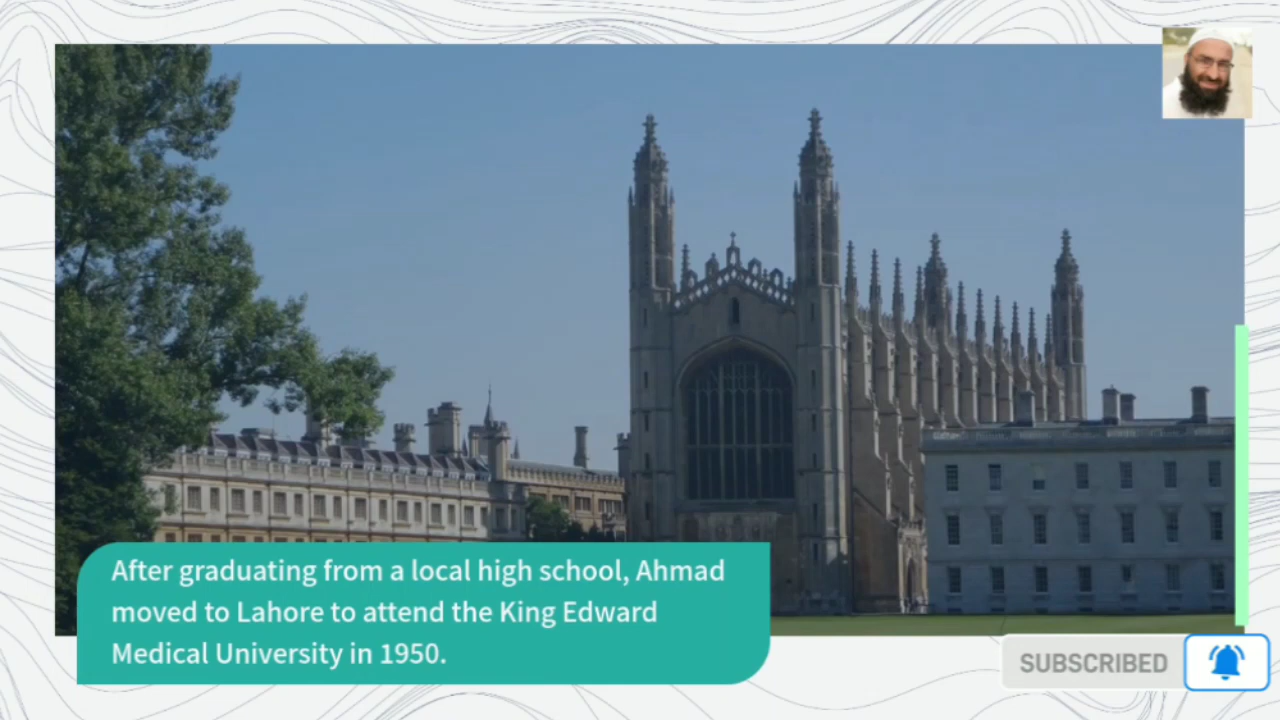 After graduating from a local high school, Ahmad
moved to Lahore to attend the King Edward
Medical University in 1950.
SUBSCRIBED